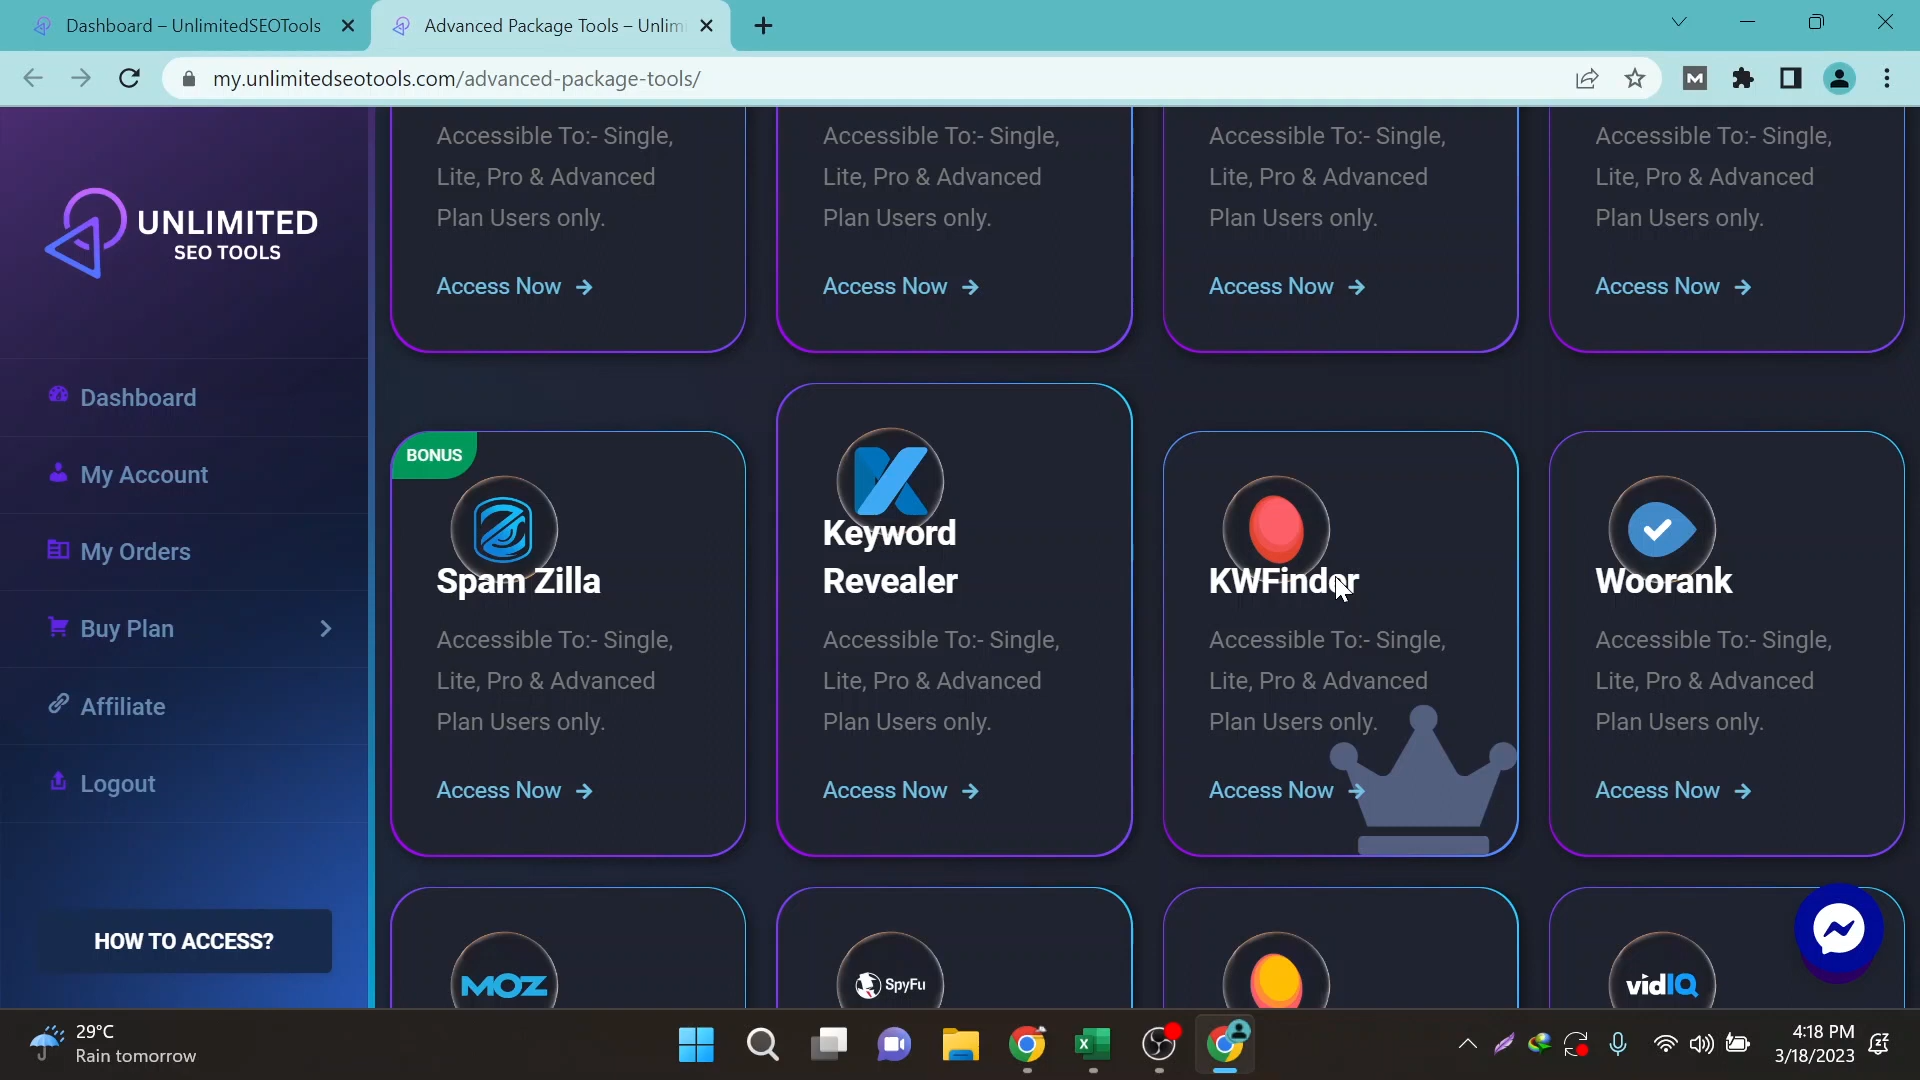 Dashboard – UnlimitedSEOTools
Advanced Package Tools – Unlim
my.unlimitedseotools.com/advanced-package-tools/
M
UNLIMITED
SEO TOOLS
Dashboard
My Account
My Orders
Buy Plan
Affiliate
Logout
HOW TO ACCESS?
Accessible To:- Single,
Lite, Pro & Advanced
Plan Users only.
Access Now
Accessible To:- Single,
Lite, Pro & Advanced
Plan Users only.
Access Now
Accessible To:- Single,
Lite, Pro & Advanced
Plan Users only.
Access Now
Accessible To:- Single,
Lite, Pro & Advanced
Plan Users only.
Access Now
BONUS
Spam Zilla
Accessible To:- Single,
Lite, Pro & Advanced
Plan Users only.
Access Now
Keyword
Revealer
Accessible To:- Single,
Lite, Pro & Advanced
Plan Users only.
Access Now
KWFinder
Accessible To:- Single,
Lite, Pro & Advanced
Plan Users only.
Access Now
Woorank
Accessible To:- Single,
Lite, Pro & Advanced
Plan Users only.
Access Now
MOZ
SpyFu
vidIQ
29°C
Rain tomorrow
4:18 PM
3/18/2023